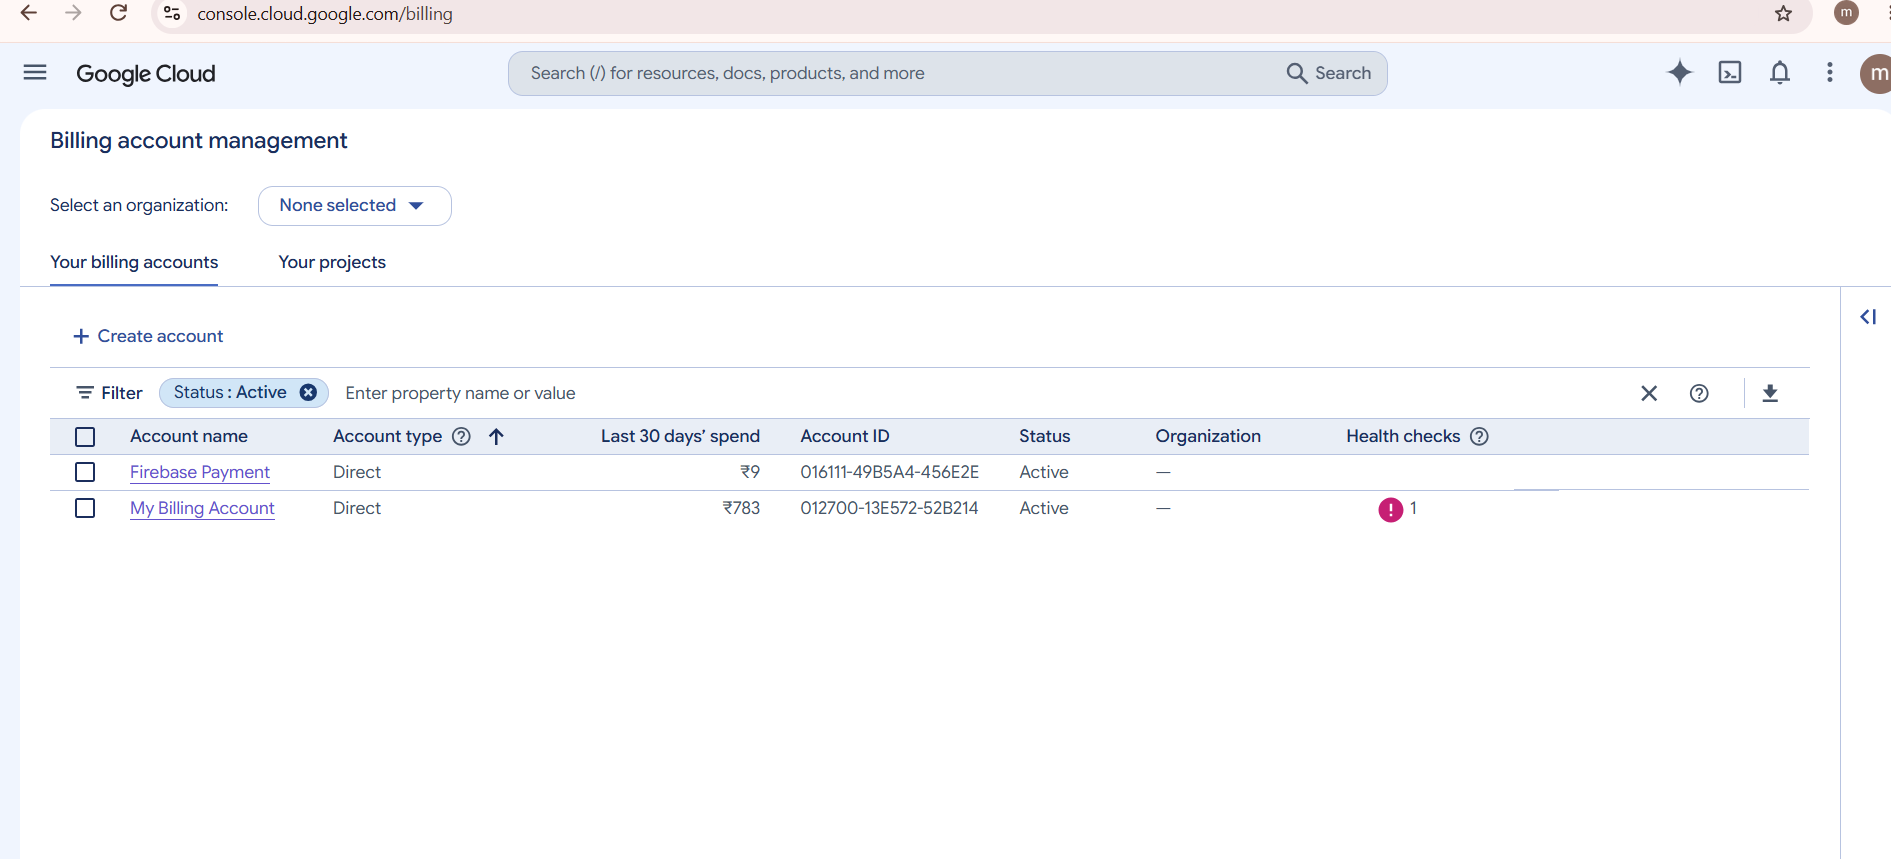 console.cloud.google.com/billing
m
Google Cloud
Search (/) for resources, docs, products, and more
Search
m
Billing account management
Select an organization:
None selected
Your billing accounts
Your projects
+ Create account
Filter
Status : Active
Enter property name or value
Account name Account type Last 30 days’ spend Account ID Status Organization Health checks
Firebase Payment Direct ₹9 016111-49B5A4-456E2E Active —
My Billing Account Direct ₹783 012700-13E572-52B214 Active — ! 1